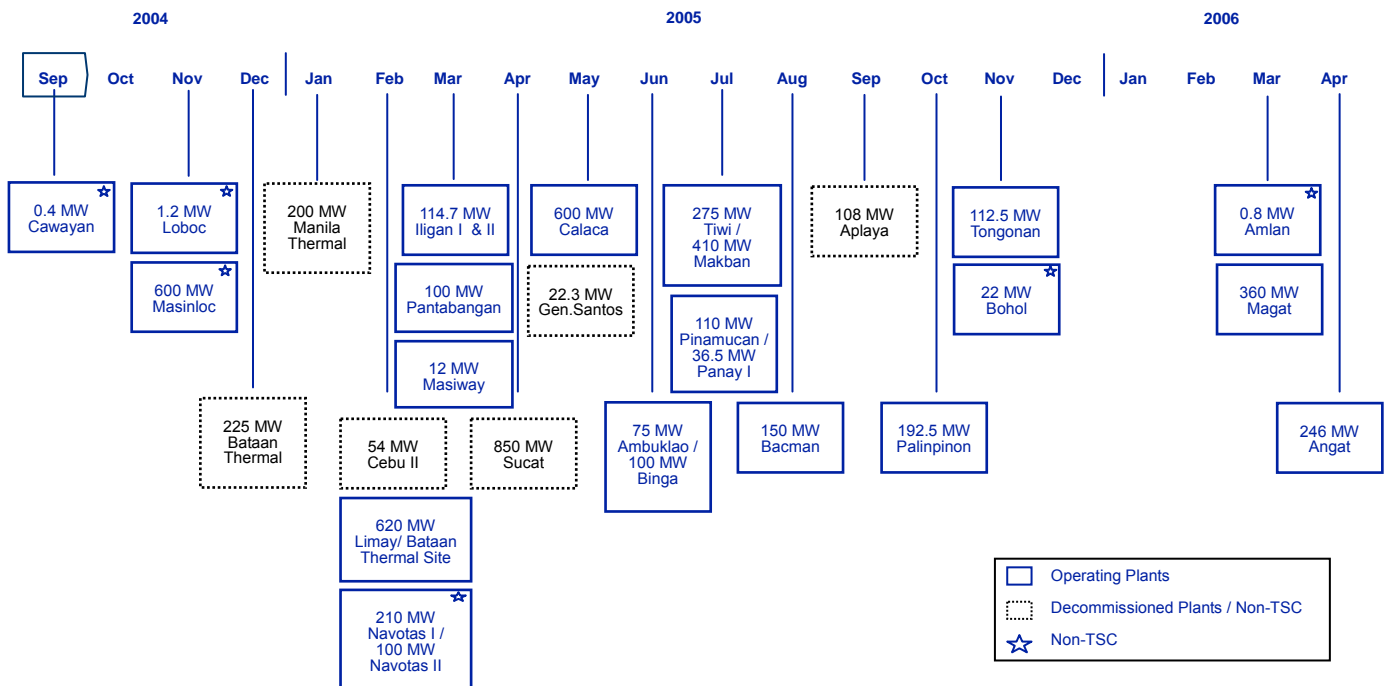 2004
2005
2006
Sep
Oct
Nov
Dec
Jan
Feb
Mar
Apr
May
Jun
Jul
Aug
Sep
Oct
Nov
Dec
Jan
Feb
Mar
Apr
0.4 MW
Cawayan
1.2 MW
Loboc
600 MW
Masinloc
225 MW
Bataan
Thermal
200 MW
Manila
Thermal
54 MW
Cebu II
620 MW
Limay/ Bataan
Thermal Site
210 MW
Navotas I /
100 MW
Navotas II
114.7 MW
Iligan I & II
100 MW
Pantabangan
12 MW
Masiway
850 MW
Sucat
600 MW
Calaca
22.3 MW
Gen.Santos
75 MW
Ambuklao /
100 MW
Binga
275 MW
Tiwi /
410 MW
Makban
110 MW
Pinamucan /
36.5 MW
Panay I
150 MW
Bacman
108 MW
Aplaya
192.5 MW
Palinpinon
112.5 MW
Tongonan
22 MW
Bohol
0.8 MW
Amlan
360 MW
Magat
246 MW
Angat
Operating Plants
Decommissioned Plants / Non-TSC
Non-TSC